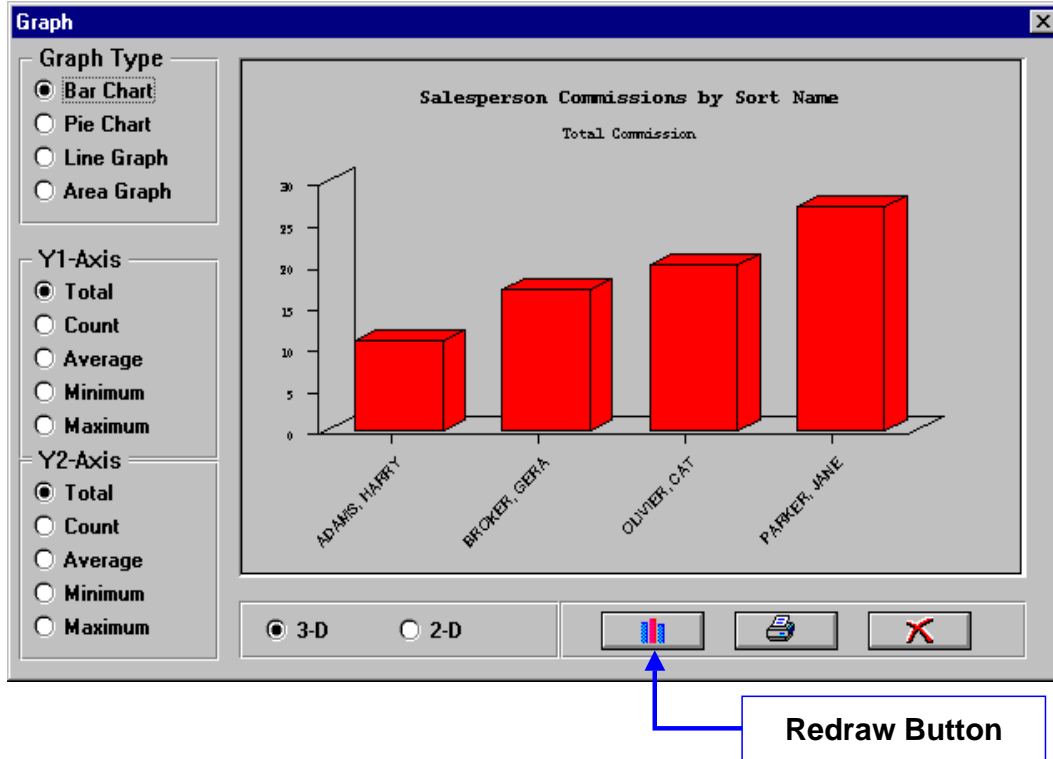 Graph
Graph Type
Bar Chart
Pie Chart
Line Graph
Area Graph
Y1-Axis
Total
Count
Average
Minimum
Maximum
Y2-Axis
Total
Count
Average
Minimum
Maximum
Salesperson Commissions by Sort Name
Total Commission
30
25
20
15
10
5
0
ADAMS, HARRY
BROKER, GERA
OLIVIER, CAT
PARKER, JANE
3-D
2-D
Redraw Button